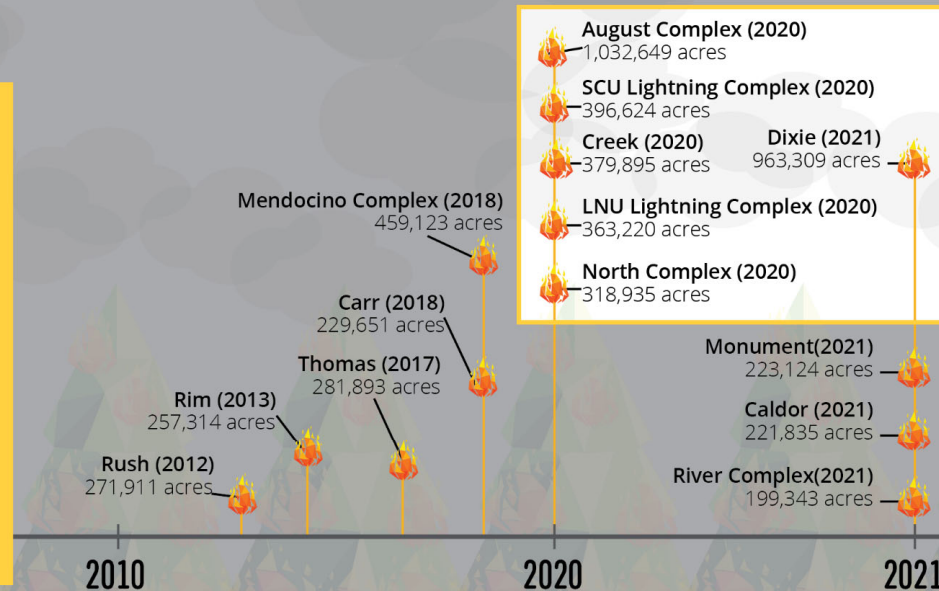 August Complex (2020)
1,032,649 acres
SCU Lightning Complex (2020)
396,624 acres
Creek (2020)
379,895 acres
Dixie (2021)
963,309 acres
Mendocino Complex (2018)
459,123 acres
LNU Lightning Complex (2020)
363,220 acres
North Complex (2020)
318,935 acres
Carr (2018)
229,651 acres
Thomas (2017)
281,893 acres
Monument(2021)
223,124 acres
Rim (2013)
257,314 acres
Caldor (2021)
221,835 acres
Rush (2012)
271,911 acres
River Complex(2021)
199,343 acres
2010
2020
2021